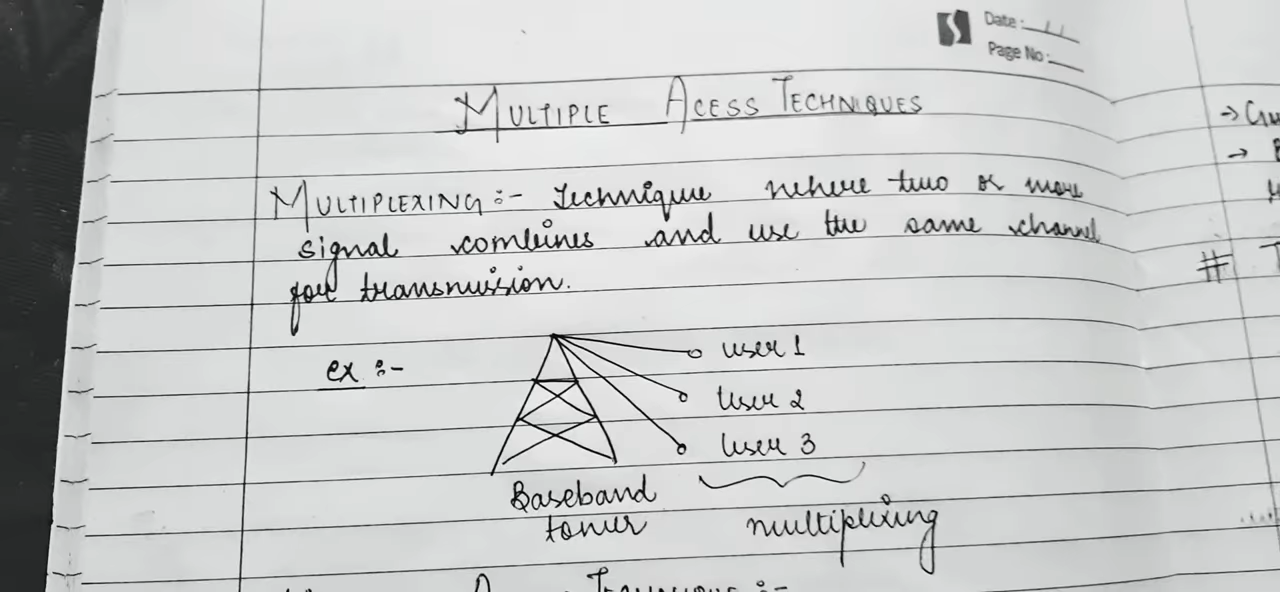 Date:
Page No:
MULTIPLE ACESS TECHNIQUES
MULTIPLEXING :- Technique where two or more
signal combines and use the same channel
for transmission.
ex :-
user 1
User 2
User 3
Baseband
tower
multiplixing
→
→
#